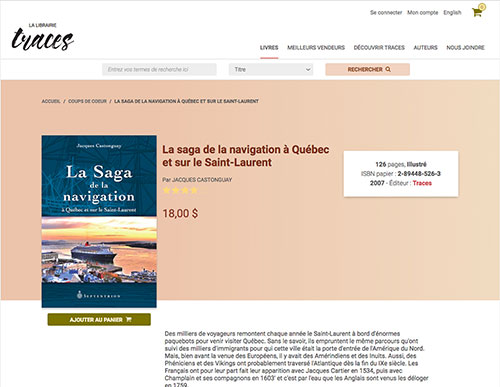 Se connecter Mon compte English 0
LA LIBRAIRIE
traces
LIVRES MEILLEURS VENDEURS DÉCOUVRIR TRACES AUTEURS NOUS JOINDRE
Entrez vos termes de recherche ici Titre RECHERCHER
ACCUEIL / COUPS DE COEUR / LA SAGA DE LA NAVIGATION À QUÉBEC ET SUR LE SAINT-LAURENT
Jacques Castonguay
La Saga
de la
navigation
à Québec et sur le Saint-Laurent
SEPTENTRION
AJOUTER AU PANIER
La saga de la navigation à Québec
et sur le Saint-Laurent
Par JACQUES CASTONGUAY
18,00 $
126 pages, Illustré
ISBN papier : 2-89448-526-3
2007 - Éditeur : Traces
Des milliers de voyageurs remontent chaque année le Saint-Laurent à bord d'énormes
paquebots pour venir visiter Québec. Sans le savoir, ils empruntent le même parcours qu'ont
suivi des milliers d'immigrants pour qui cette ville était la porte d'entrée de l'Amérique du Nord.
Mais, bien avant la venue des Européens, il y avait des Amérindiens et des Inuits. Aussi, des
Phéniciens et des Vikings ont probablement traversé l'Atlantique dès la fin du IXe siècle. Les
Français ont pour leur part fait leur apparition avec Jacques Cartier en 1534, puis avec
Champlain et ses compagnons en 1603' et c'est par l'eau que les Anglais sont venus les déloger
en 1759.